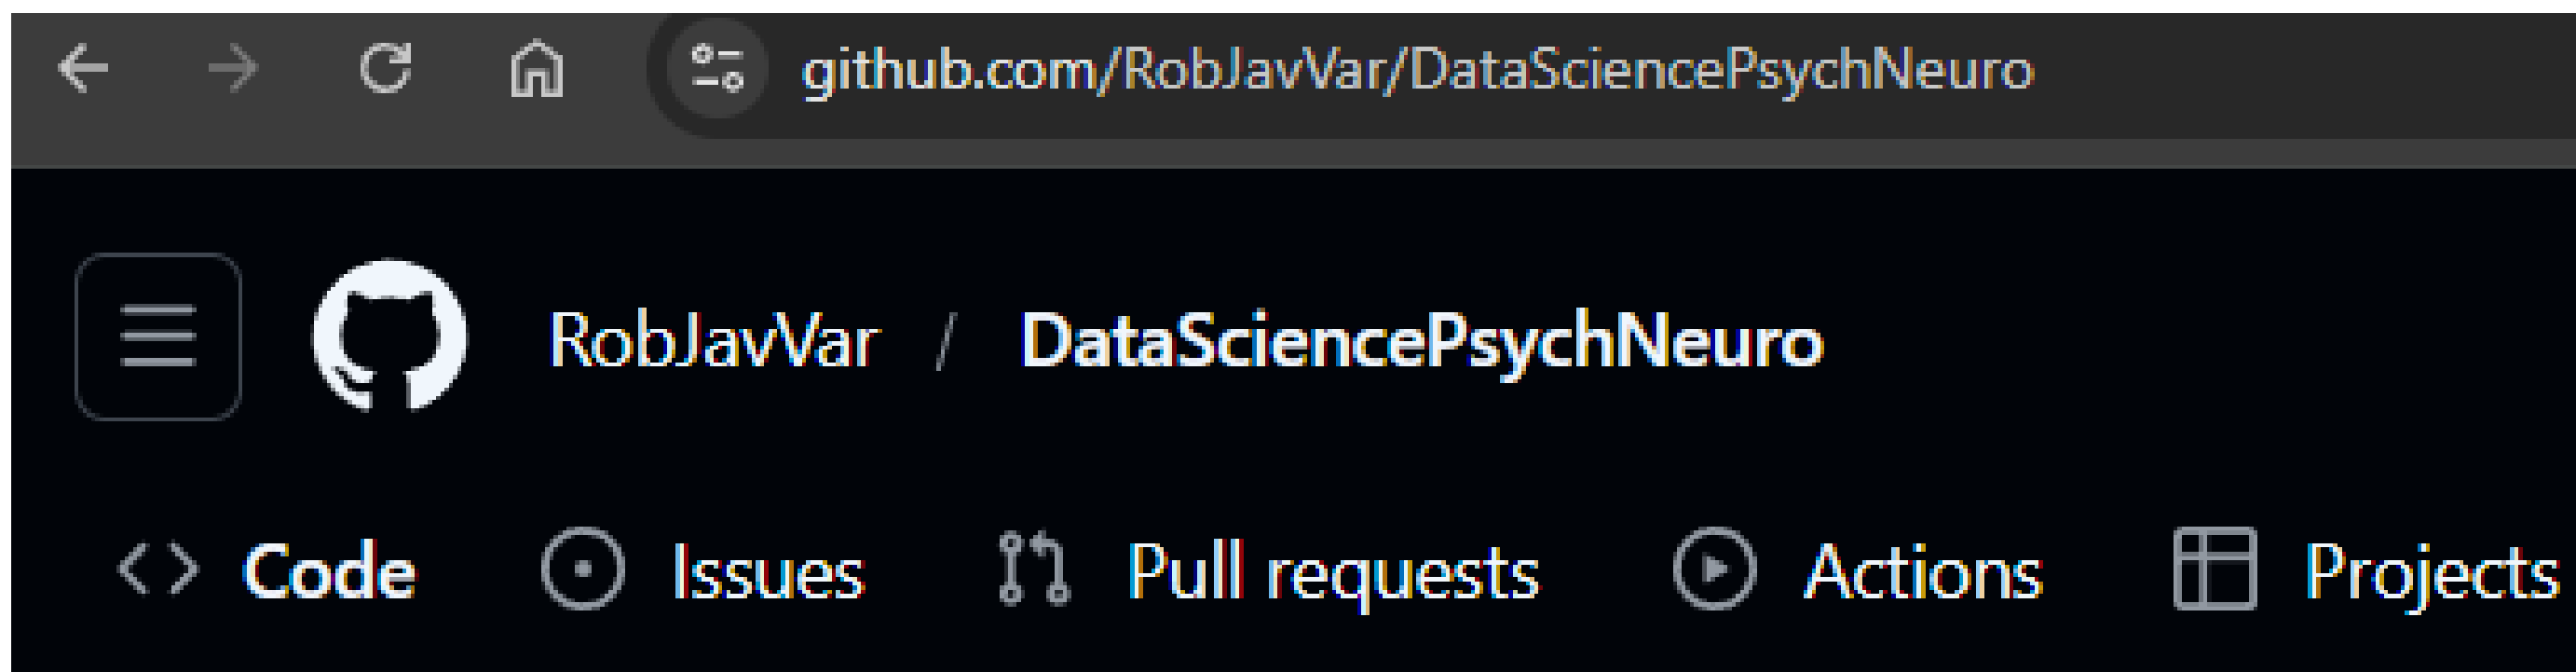 github.com/RobJavVar/DataSciencePsychNeuro
RobJavVar / DataSciencePsychNeuro
Code Issues Pull requests Actions Projects